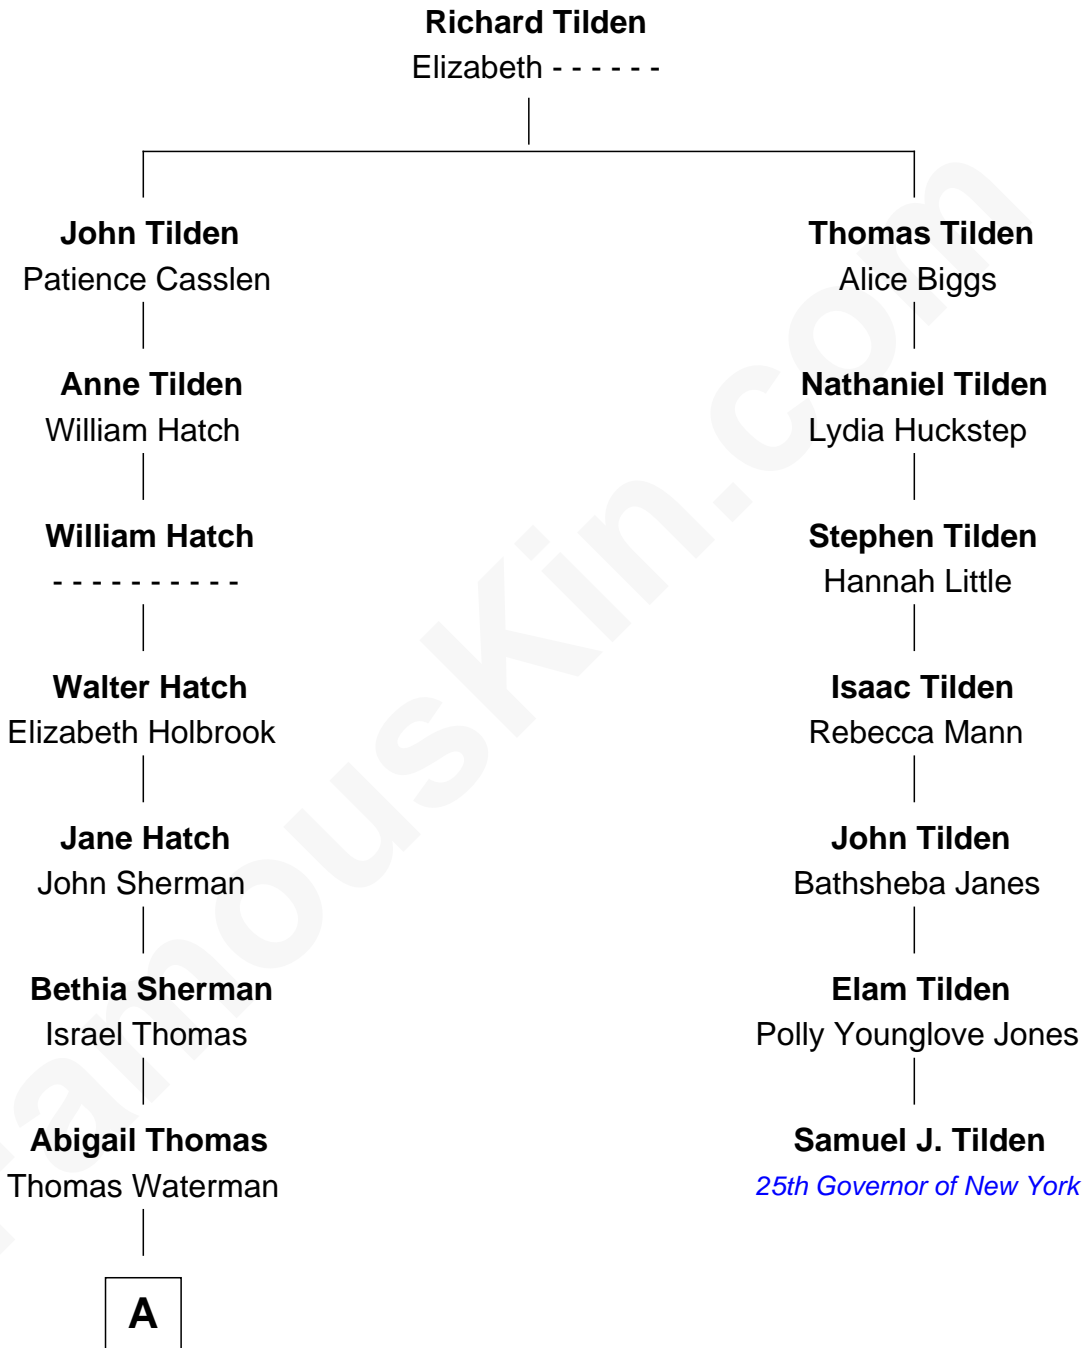 Richard Tilden
Elizabeth - - - - - -
John Tilden
Patience Casslen
Thomas Tilden
Alice Biggs
Anne Tilden
William Hatch
Nathaniel Tilden
Lydia Huckstep
William Hatch
- - - - - - - - - -
Stephen Tilden
Hannah Little
Walter Hatch
Elizabeth Holbrook
Isaac Tilden
Rebecca Mann
Jane Hatch
John Sherman
John Tilden
Bathsheba Janes
Bethia Sherman
Israel Thomas
Elam Tilden
Polly Younglove Jones
Abigail Thomas
Thomas Waterman
Samuel J. Tilden
25th Governor of New York
A
FamousKin.com